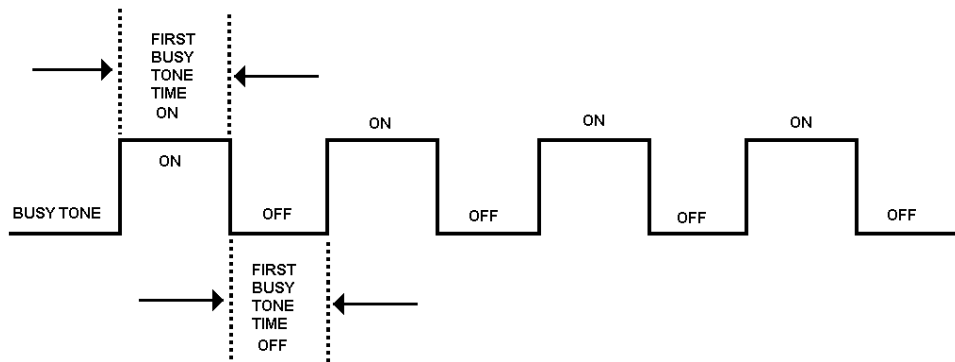 FIRST
BUSY
TONE
TIME
ON
ON
ON
ON
ON
BUSY TONE
OFF
OFF
OFF
OFF
FIRST
BUSY
TONE
TIME
OFF